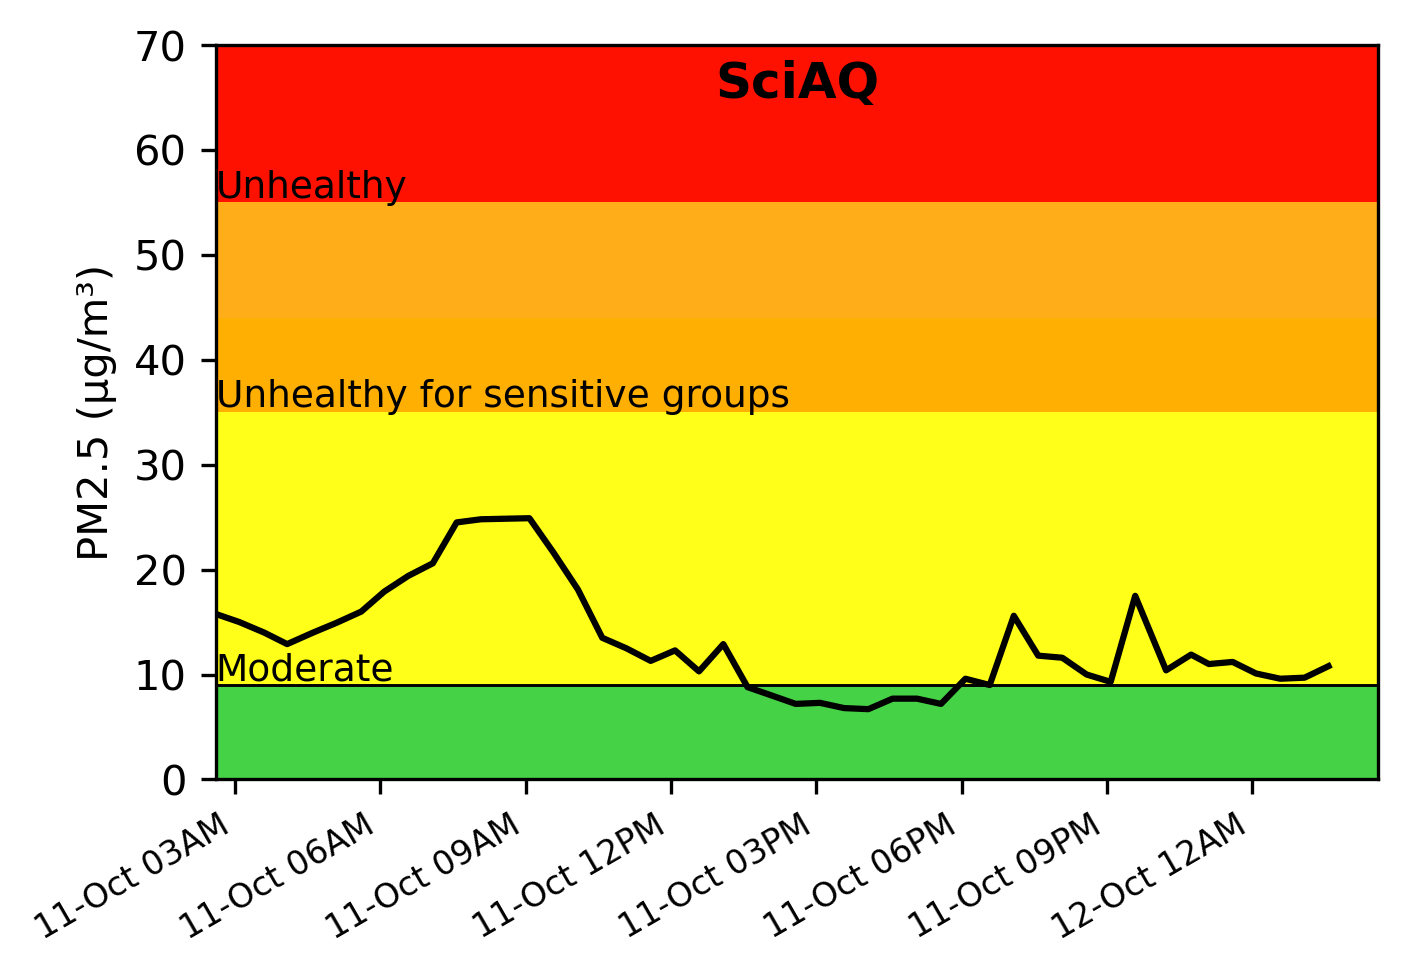 SciAQ
70
60
50
40
30
20
10
0
PM2.5 (µg/m³)
Unhealthy
Unhealthy for sensitive groups
Moderate
11-Oct 03AM
11-Oct 06AM
11-Oct 09AM
11-Oct 12PM
11-Oct 03PM
11-Oct 06PM
11-Oct 09PM
12-Oct 12AM